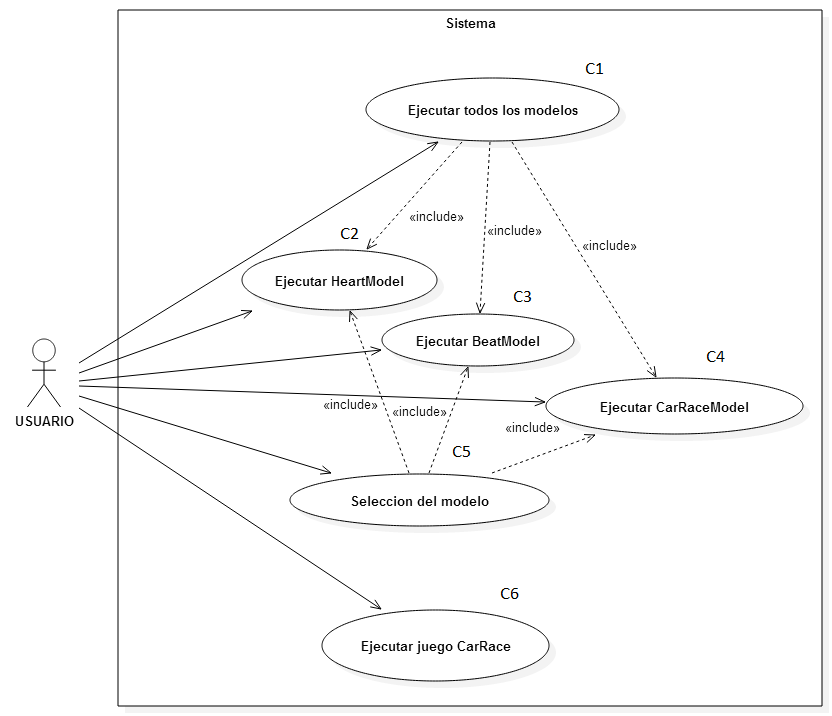 Sistema
C1
Ejecutar todos los modelos
«include»
C2
«include»
«include»
Ejecutar HeartModel
C3
Ejecutar BeatModel
C4
Ejecutar CarRaceModel
USUARIO
«include»
«include»
«include»
C5
Seleccion del modelo
C6
Ejecutar juego CarRace